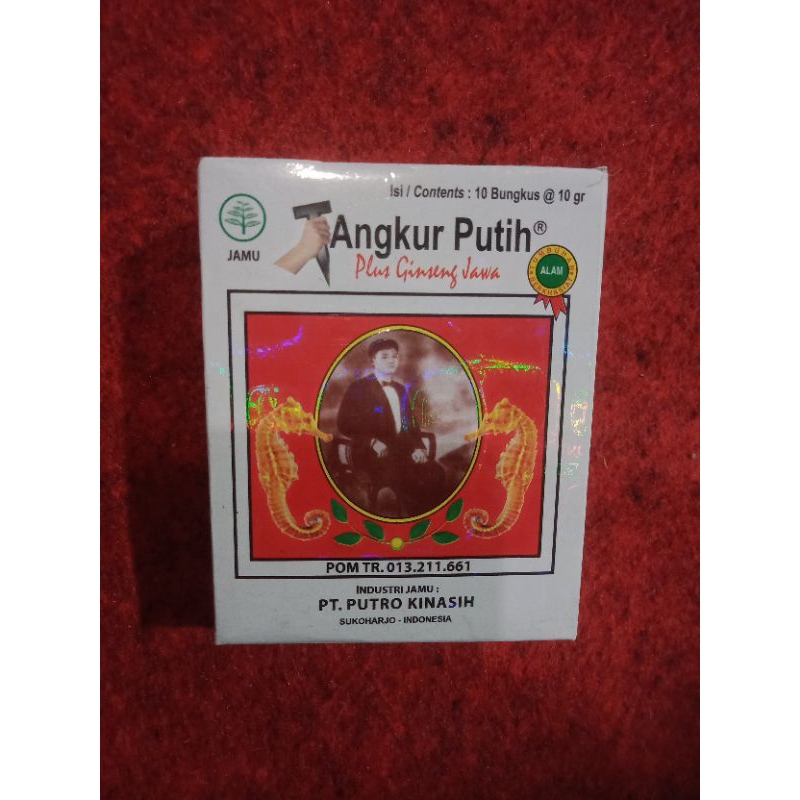 Isi / Contents : 10 Bungkus @ 10 gr
JAMU
Tangkur Putih®
Plus Ginseng Jawa
ALAM
POM TR. 013.211.661
INDUSTRI JAMU :
PT. PUTRO KINASIH
SUKOHARJO - INDONESIA